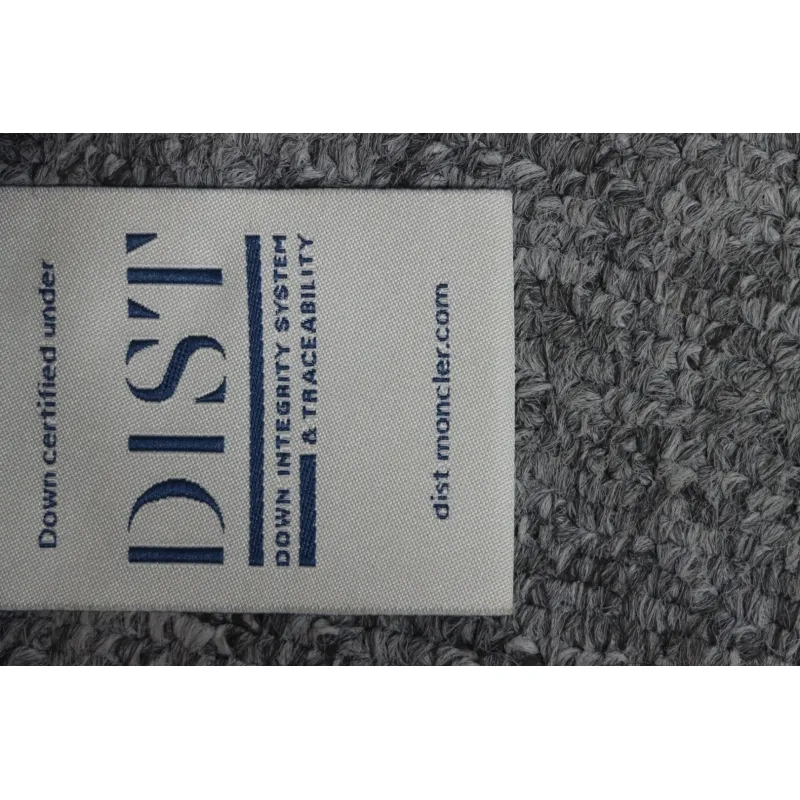 Down certified under
DIST
DOWN INTEGRITY SYSTEM
& TRACEABILITY
dist moncler.com